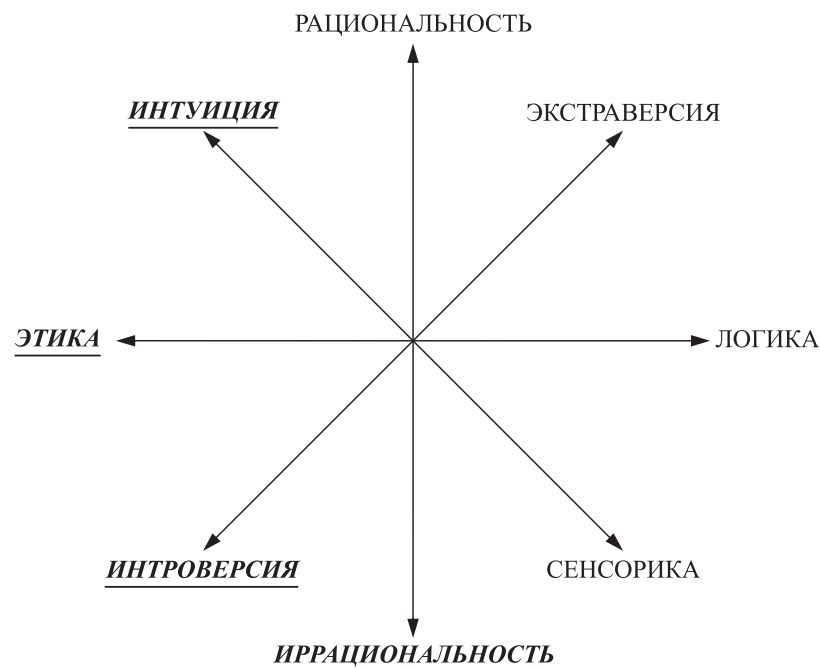 РАЦИОНАЛЬНОСТЬ
ИНТУИЦИЯ
ЭКСТРАВЕРСИЯ
ЭТИКА
ЛОГИКА
ИНТРОВЕРСИЯ
СЕНСОРИКА
ИРРАЦИОНАЛЬНОСТЬ